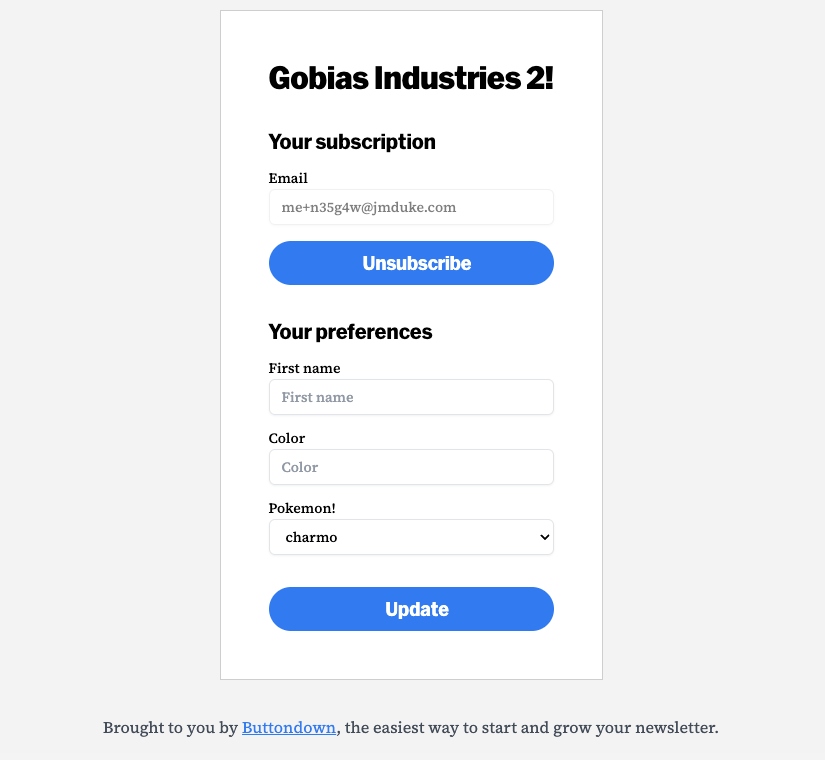 Gobias Industries 2!
Your subscription
Email
me+n35g4w@jmduke.com
Unsubscribe
Your preferences
First name
First name
Color
Color
Pokemon!
charmo
Update
Brought to you by Buttondown, the easiest way to start and grow your newsletter.